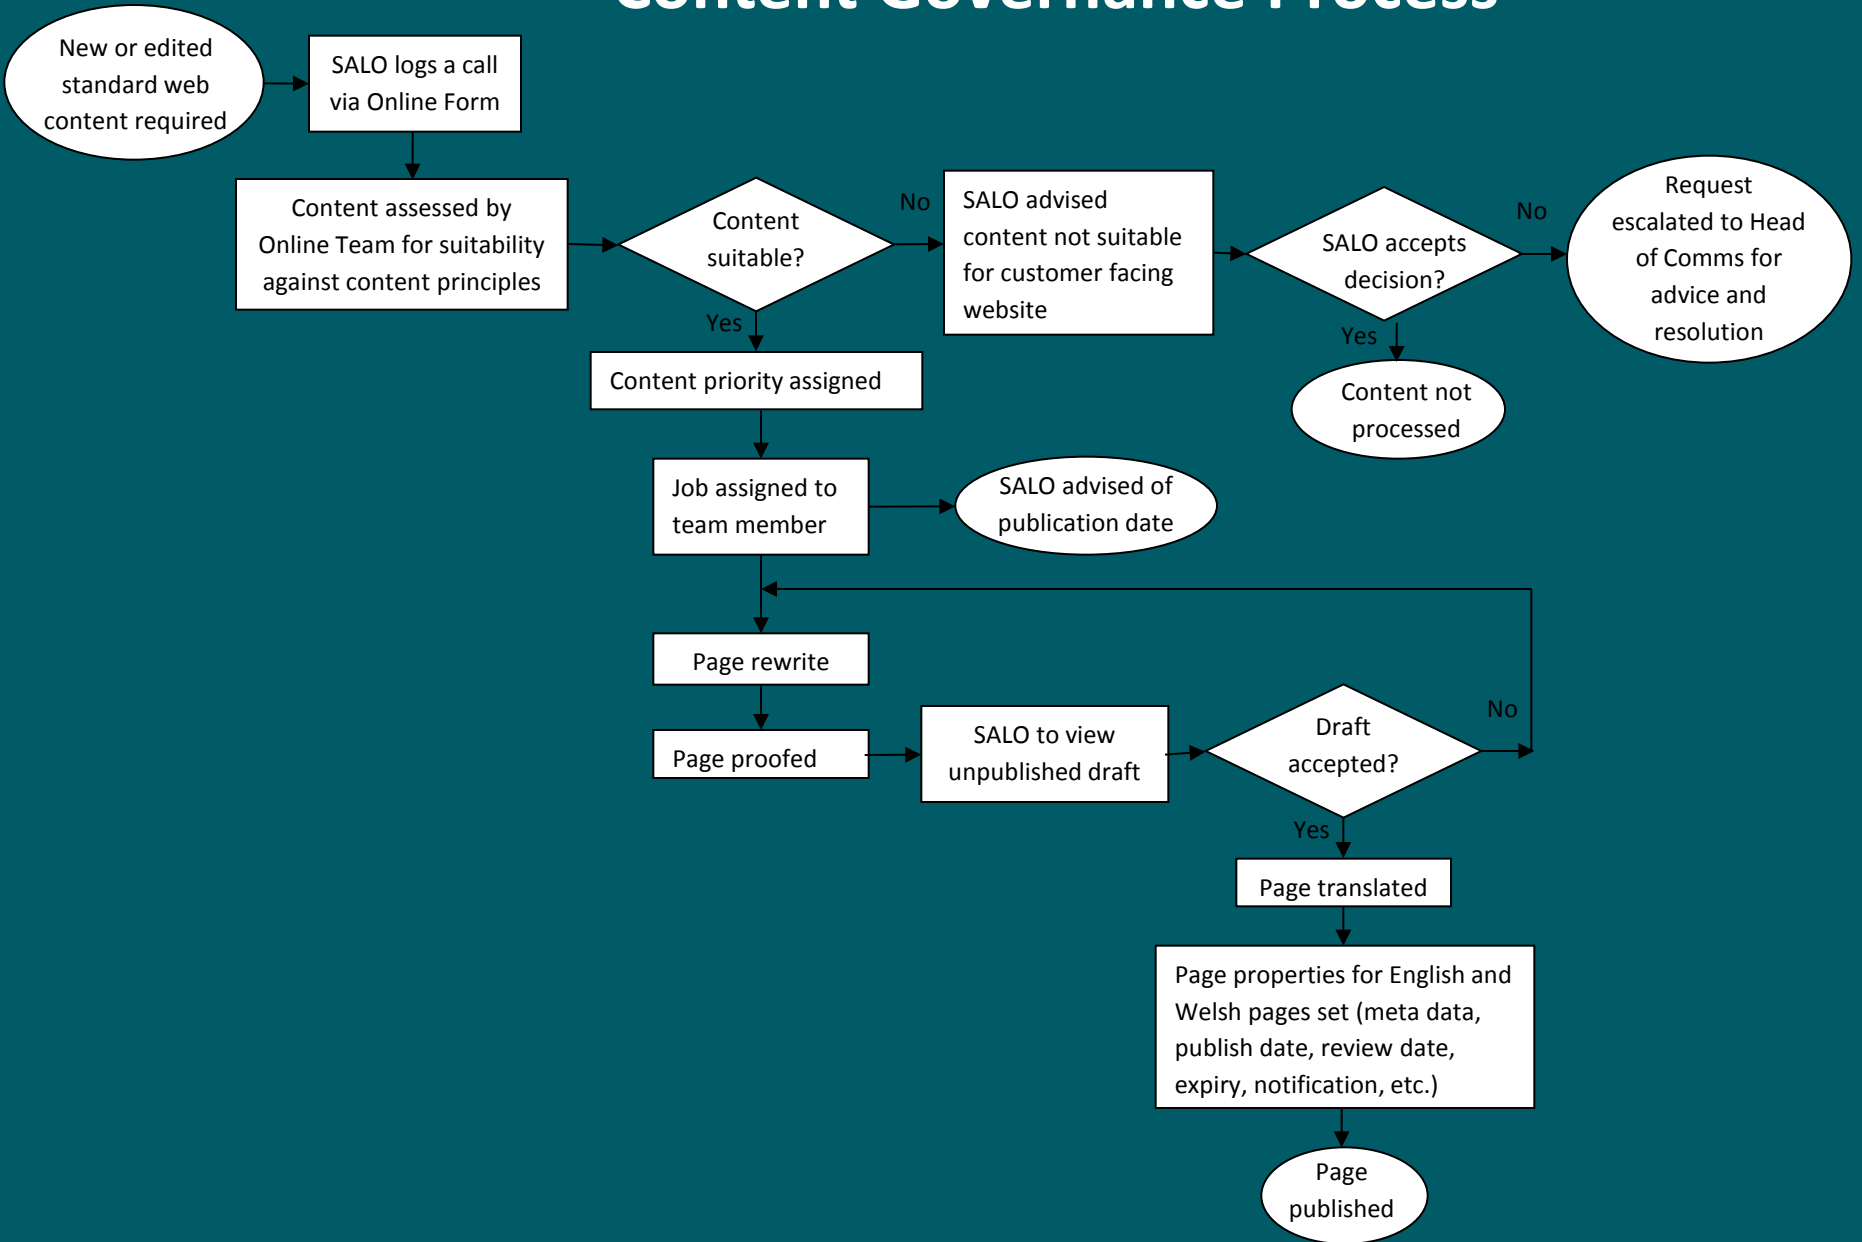 Content Governance Process
New or edited
standard web
content required
SALO logs a call
via Online Form
Content assessed by
Online Team for suitability
against content principles
Content
suitable?
No
SALO advised
content not suitable
for customer facing
website
SALO accepts
decision?
No
Request
escalated to Head
of Comms for
advice and
resolution
Yes
Yes
Content priority assigned
Content not
processed
Job assigned to
team member
SALO advised of
publication date
Page rewrite
Page proofed
SALO to view
unpublished draft
Draft
accepted?
No
Yes
Page translated
Page properties for English and
Welsh pages set (meta data,
publish date, review date,
expiry, notification, etc.)
Page
published